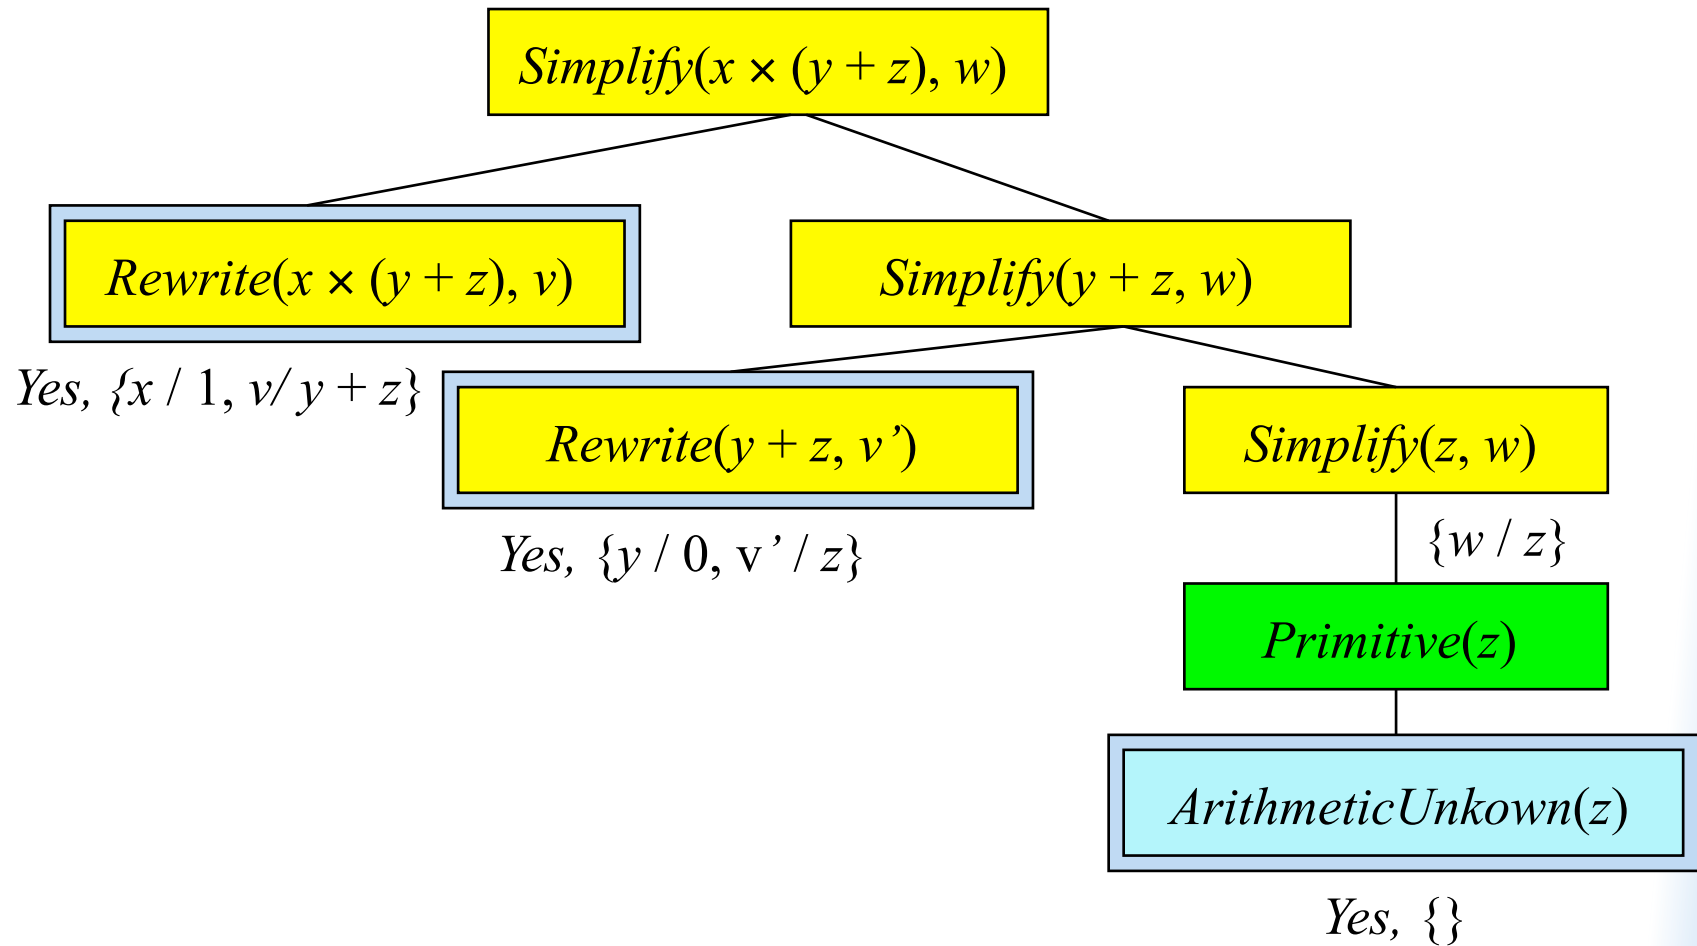 Simplify(x × (y + z), w)
Rewrite(x × (y + z), v)
Simplify(y + z, w)
Yes, {x / 1, v/ y + z}
Rewrite(y + z, v’)
Simplify(z, w)
Yes, {y / 0, v’ / z}
{w / z}
Primitive(z)
ArithmeticUnkown(z)
Yes, {}